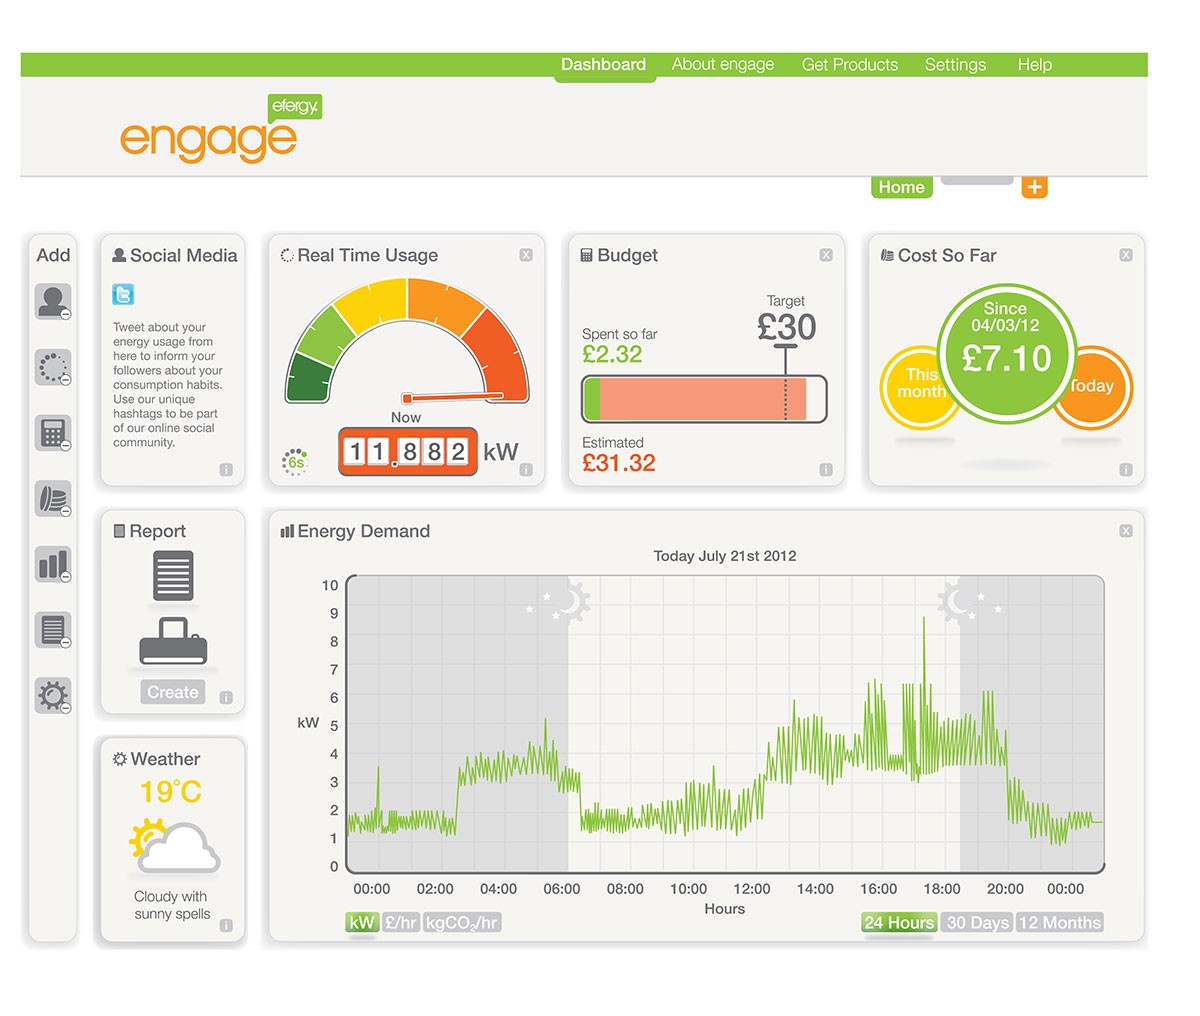 Dashboard About engage Get Products Settings Help
efergy.
engage
Home +
Add
Social Media
Tweet about your
energy usage from
here to inform your
followers about your
consumption habits.
Use our unique
hashtags to be part
of our online social
community.
i
Real Time Usage x
Now
6s
11.882 kW
i
Budget x
Target
£30
Spent so far
£2.32
Estimated
£31.32
i
Cost So Far x
Since
04/03/12
£7.10
This
month
Today
i
Report
Create i
Weather
19°C
Cloudy with
sunny spells
i
Energy Demand x
Today July 21st 2012
kW
10
9
8
7
6
5
4
3
2
1
0
00:00 02:00 04:00 06:00 08:00 10:00 12:00 14:00 16:00 18:00 20:00 00:00
Hours
kW £/hr kgCO₂/hr 24 Hours 30 Days 12 Months